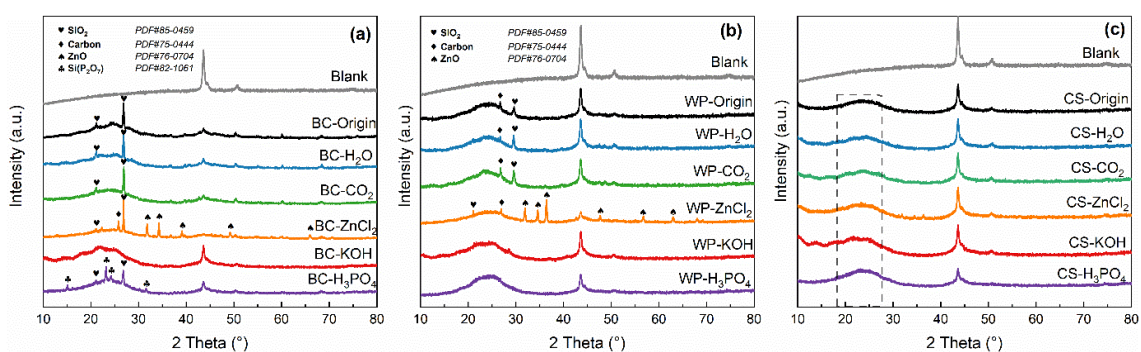 (a)
♥ SiO₂ PDF#85-0459
♦ Carbon PDF#75-0444
♠ ZnO PDF#76-0704
♣ Si(P₂O₇) PDF#82-1061
Blank
BC-Origin
BC-H₂O
BC-CO₂
BC-ZnCl₂
BC-KOH
BC-H₃PO₄
Intensity (a.u.)
10 20 30 40 50 60 70 80
2 Theta (°)
(b)
♥ SiO₂ PDF#85-0459
♦ Carbon PDF#75-0444
♠ ZnO PDF#76-0704
Blank
WP-Origin
WP-H₂O
WP-CO₂
WP-ZnCl₂
WP-KOH
WP-H₃PO₄
Intensity (a.u.)
10 20 30 40 50 60 70 80
2 Theta (°)
(c)
Blank
CS-Origin
CS-H₂O
CS-CO₂
CS-ZnCl₂
CS-KOH
CS-H₃PO₄
Intensity (a.u.)
10 20 30 40 50 60 70 80
2 Theta (°)